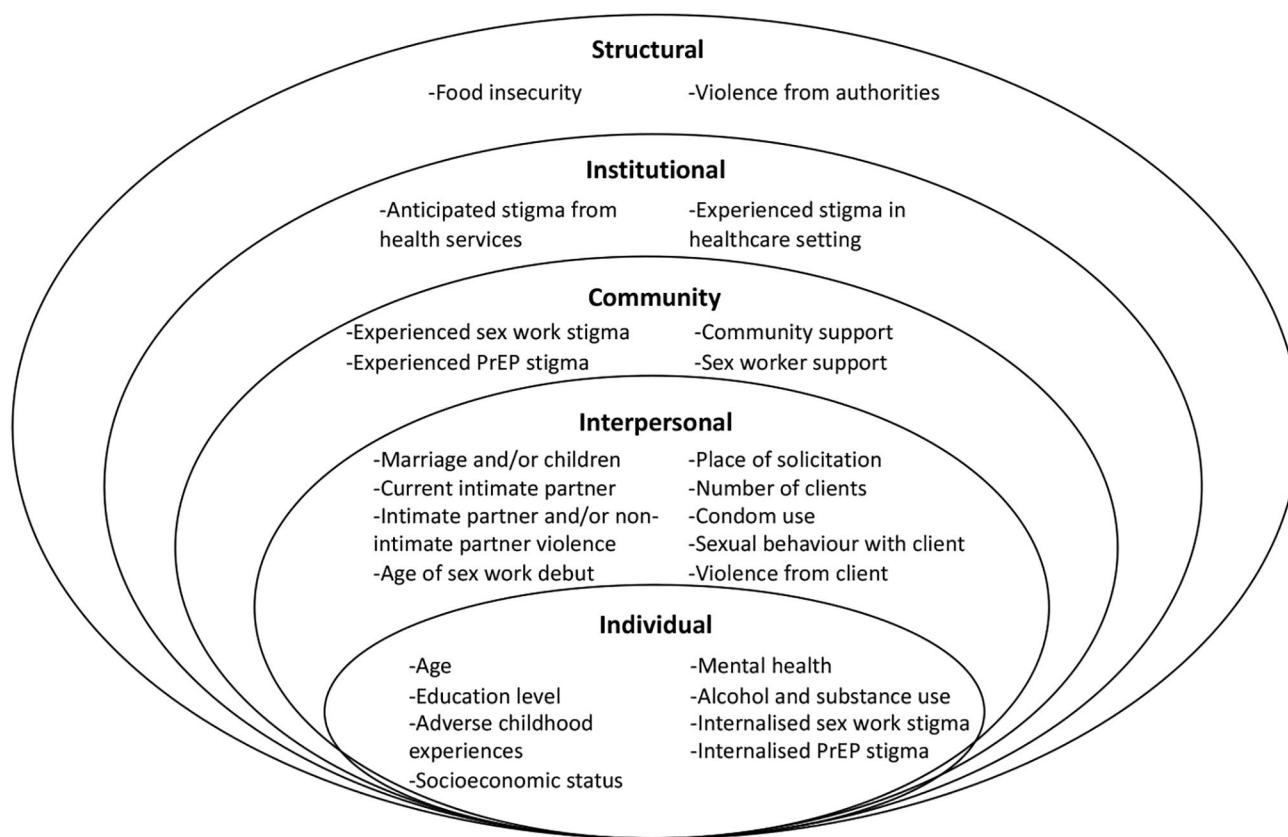 Structural
-Food insecurity
-Violence from authorities
Institutional
-Anticipated stigma from
health services
-Experienced stigma in
healthcare setting
Community
-Experienced sex work stigma
-Experienced PrEP stigma
-Community support
-Sex worker support
Interpersonal
-Marriage and/or children
-Current intimate partner
-Intimate partner and/or non-
intimate partner violence
-Age of sex work debut
-Place of solicitation
-Number of clients
-Condom use
-Sexual behaviour with client
-Violence from client
Individual
-Age
-Education level
-Adverse childhood
experiences
-Socioeconomic status
-Mental health
-Alcohol and substance use
-Internalised sex work stigma
-Internalised PrEP stigma